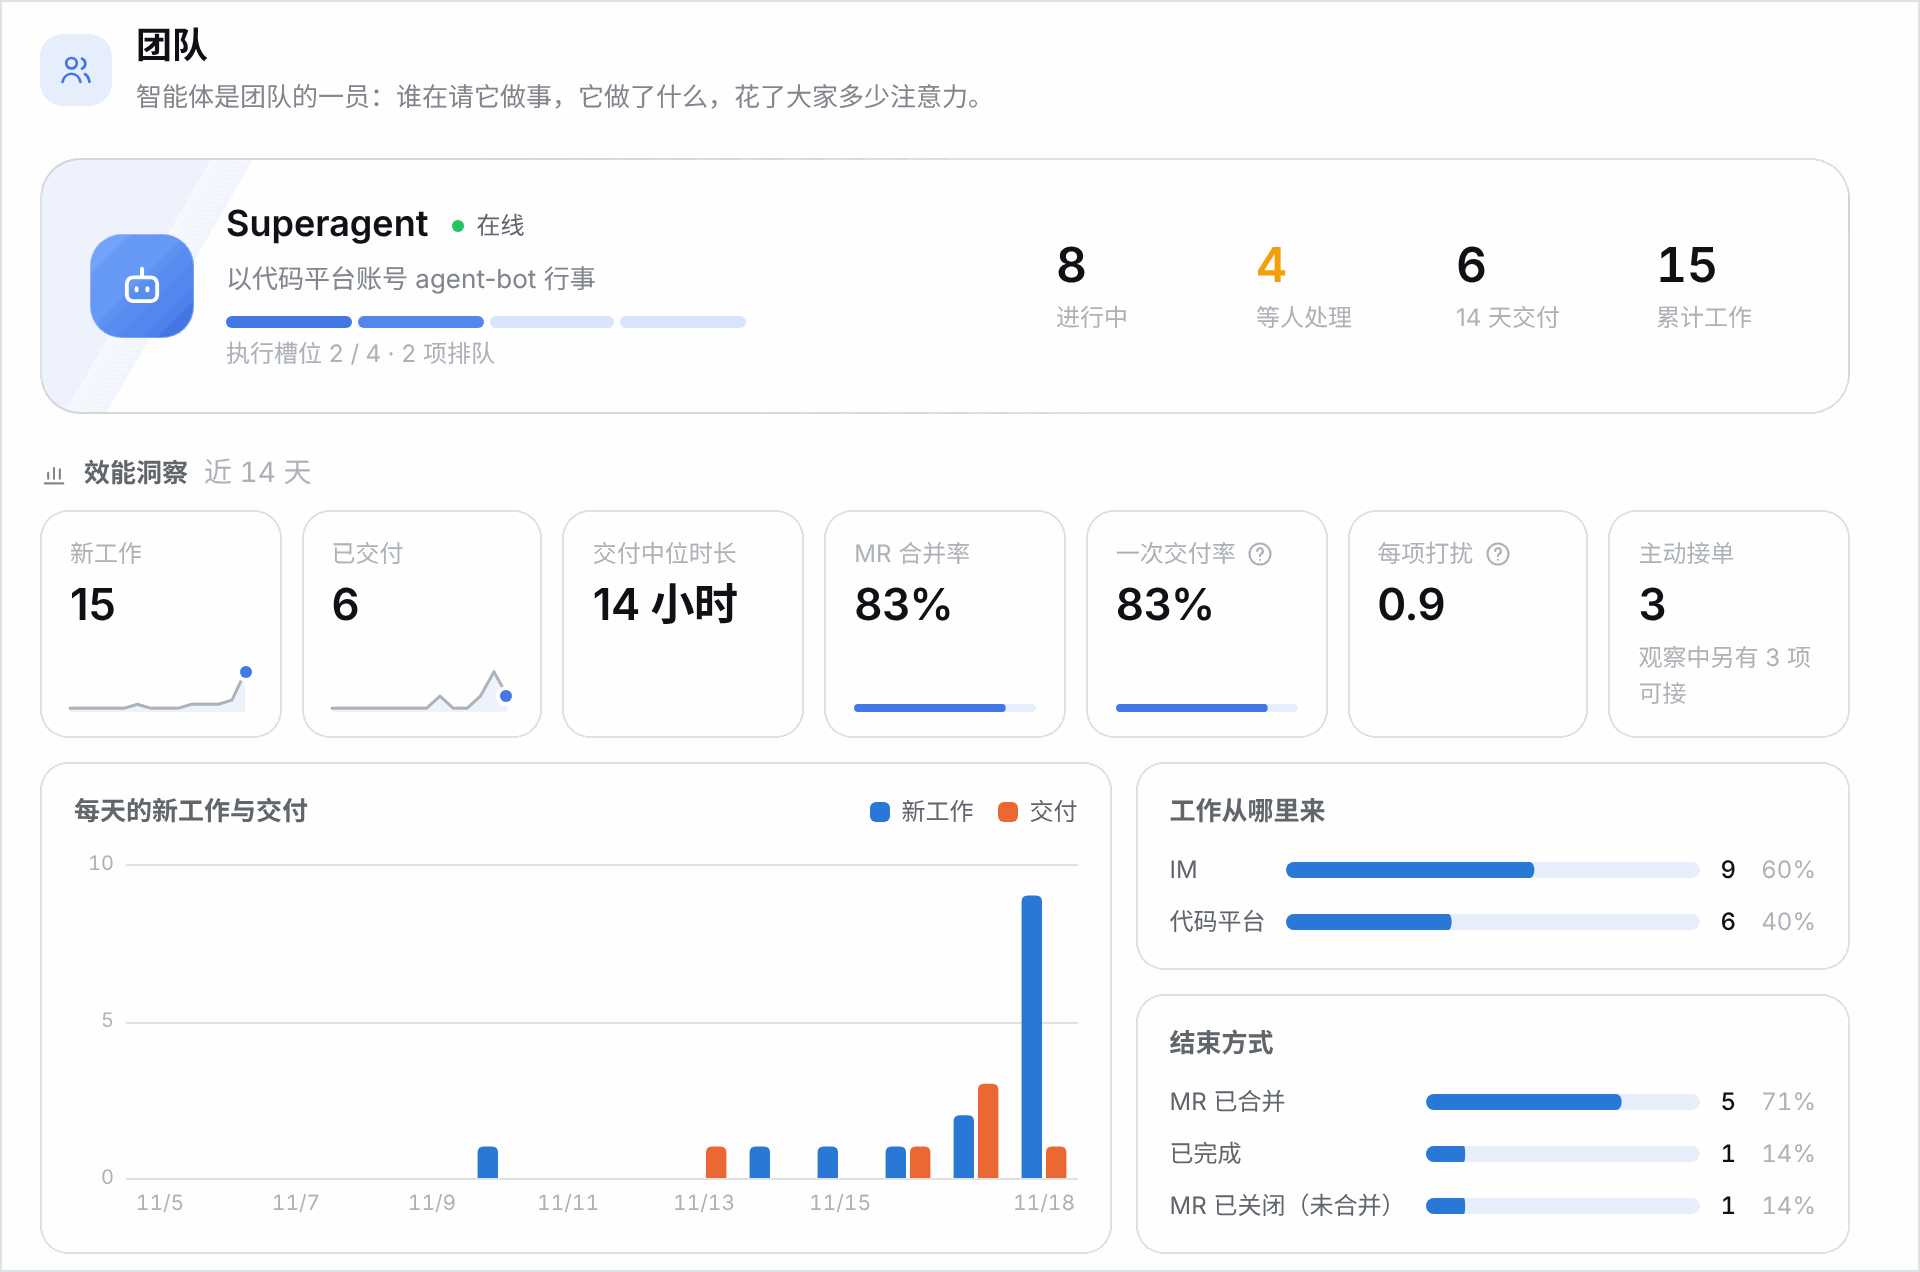 团队
智能体是团队的一员：谁在请它做事，它做了什么，花了大家多少注意力。
Superagent 在线
以代码平台账号 agent-bot 行事
执行槽位 2 / 4 · 2 项排队
8
进行中
4
等人处理
6
14 天交付
15
累计工作
效能洞察 近 14 天
新工作
15
已交付
6
交付中位时长
14 小时
MR 合并率
83%
一次交付率
83%
每项打扰
0.9
主动接单
3
观察中另有 3 项
可接
每天的新工作与交付
新工作 交付
10
5
0
11/5 11/7 11/9 11/11 11/13 11/15 11/18
工作从哪里来
IM 9 60%
代码平台 6 40%
结束方式
MR 已合并 5 71%
已完成 1 14%
MR 已关闭（未合并） 1 14%